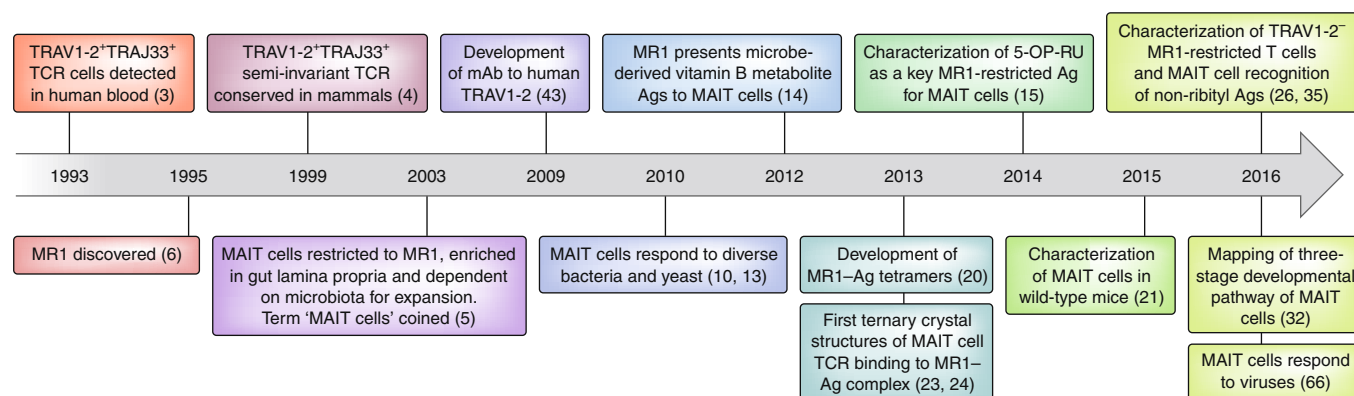 TRAV1-2⁺TRAJ33⁺
TCR cells detected
in human blood (3)
TRAV1-2⁺TRAJ33⁺
semi-invariant TCR
conserved in mammals (4)
Development
of mAb to human
TRAV1-2 (43)
MR1 presents microbe-
derived vitamin B metabolite
Ags to MAIT cells (14)
Characterization of 5-OP-RU
as a key MR1-restricted Ag
for MAIT cells (15)
Characterization of TRAV1-2⁻
MR1-restricted T cells
and MAIT cell recognition
of non-ribityl Ags (26, 35)
1993 1995 1999 2003 2009 2010 2012 2013 2014 2015 2016
MR1 discovered (6)
MAIT cells restricted to MR1, enriched
in gut lamina propria and dependent
on microbiota for expansion.
Term ‘MAIT cells’ coined (5)
MAIT cells respond to diverse
bacteria and yeast (10, 13)
Development of
MR1–Ag tetramers (20)
First ternary crystal
structures of MAIT cell
TCR binding to MR1–
Ag complex (23, 24)
Characterization
of MAIT cells in
wild-type mice (21)
Mapping of three-
stage developmental
pathway of MAIT
cells (32)
MAIT cells respond
to viruses (66)